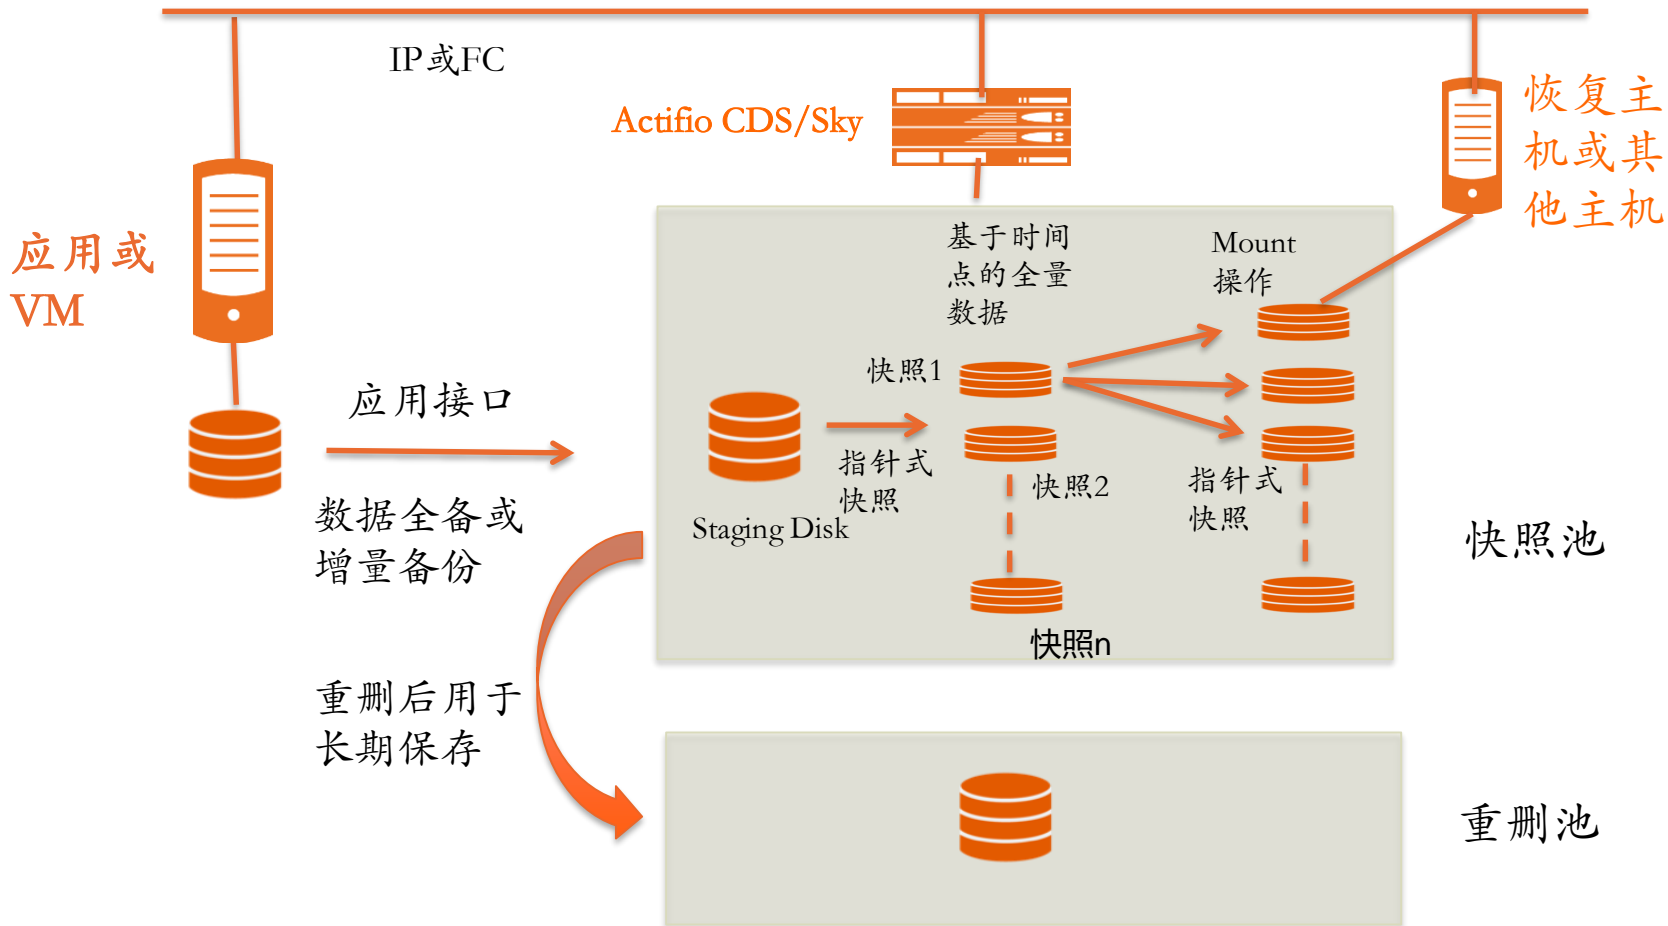 IP或FC
Actifio CDS/Sky
恢复主
机或其
他主机
应用或
VM
基于时间
点的全量
数据
Mount
操作
快照1
应用接口
指针式
快照
快照2
指针式
快照
Staging Disk
数据全备或
增量备份
快照池
快照n
重删后用于
长期保存
重删池